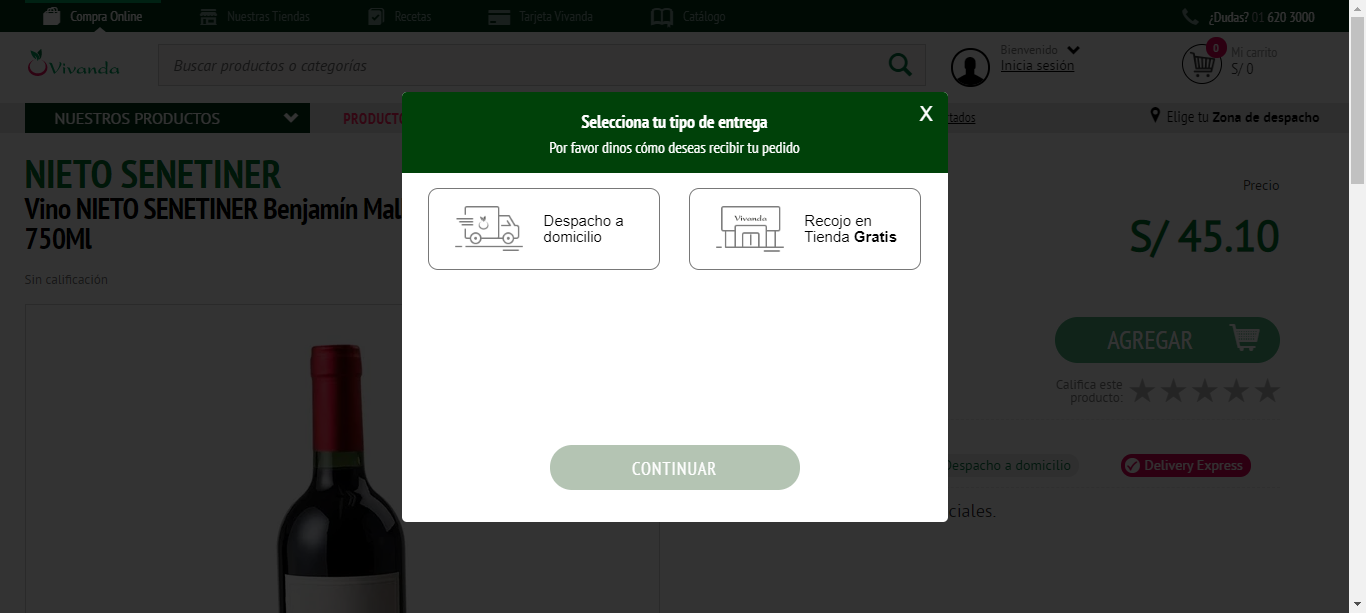 Compra Online
Nuestras Tiendas
Recetas
Tarjeta Vivanda
Catálogo
¿Dudas? 01 620 3000
Vivanda
Buscar productos o categorías
Bienvenido
Inicia sesión
0
Mi carrito
S/ 0
NUESTROS PRODUCTOS
PRODUCTO
tados
Elige tu Zona de despacho
Selecciona tu tipo de entrega
X
Por favor dinos cómo deseas recibir tu pedido
NIETO SENETINER
Vino NIETO SENETINER Benjamín Mal
750Ml
Sin calificación
Precio
S/ 45.10
Despacho a
domicilio
Vivanda
Recojo en
Tienda Gratis
AGREGAR
Califica este
producto:
CONTINUAR
Despacho a domicilio
Delivery Express
ciales.